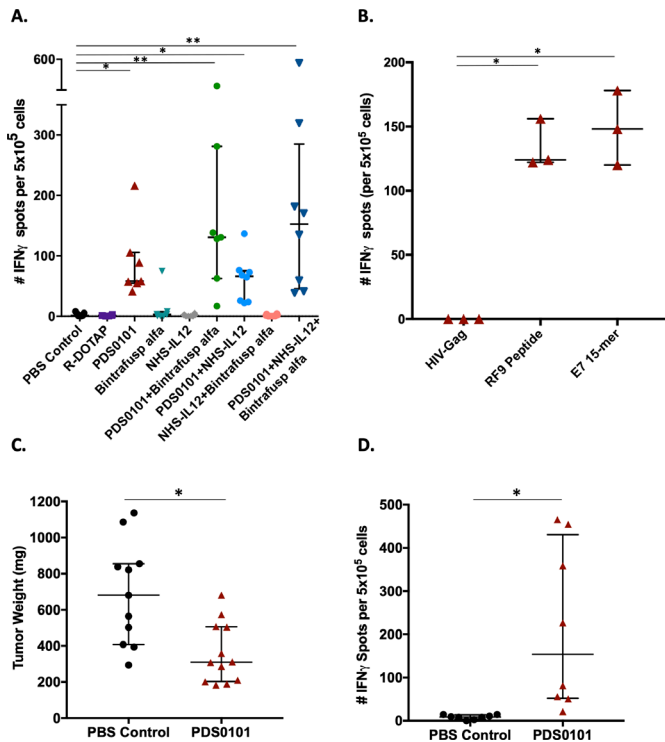 A.
**
*
**
*
600
300
200
100
0
# IFNγ spots per 5x10⁵ cells
PBS Control
R-DOTAP
PDS0101
Bintrafusp alfa
NHS-IL12
PDS0101+Bintrafusp alfa
PDS0101+NHS-IL12
NHS-IL12+Bintrafusp alfa
PDS0101+NHS-IL12+
Bintrafusp alfa
B.
*
*
200
150
100
50
0
# IFNγ spots (per 5x10⁵ cells)
HIV-Gag
RF9 Peptide
E7 15-mer
C.
*
1200
1000
800
600
400
200
0
Tumor Weight (mg)
PBS Control
PDS0101
D.
*
500
400
300
200
100
0
# IFNγ Spots per 5x10⁵ cells
PBS Control
PDS0101